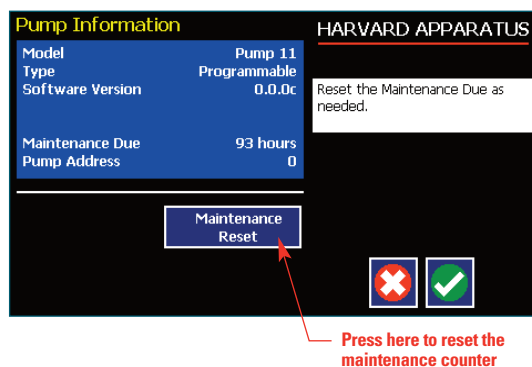 Pump Information
HARVARD APPARATUS
Model Pump 11
Type Programmable
Software Version 0.0.0c
Maintenance Due 93 hours
Pump Address 0
Reset the Maintenance Due as
needed.
Maintenance
Reset
Press here to reset the
maintenance counter